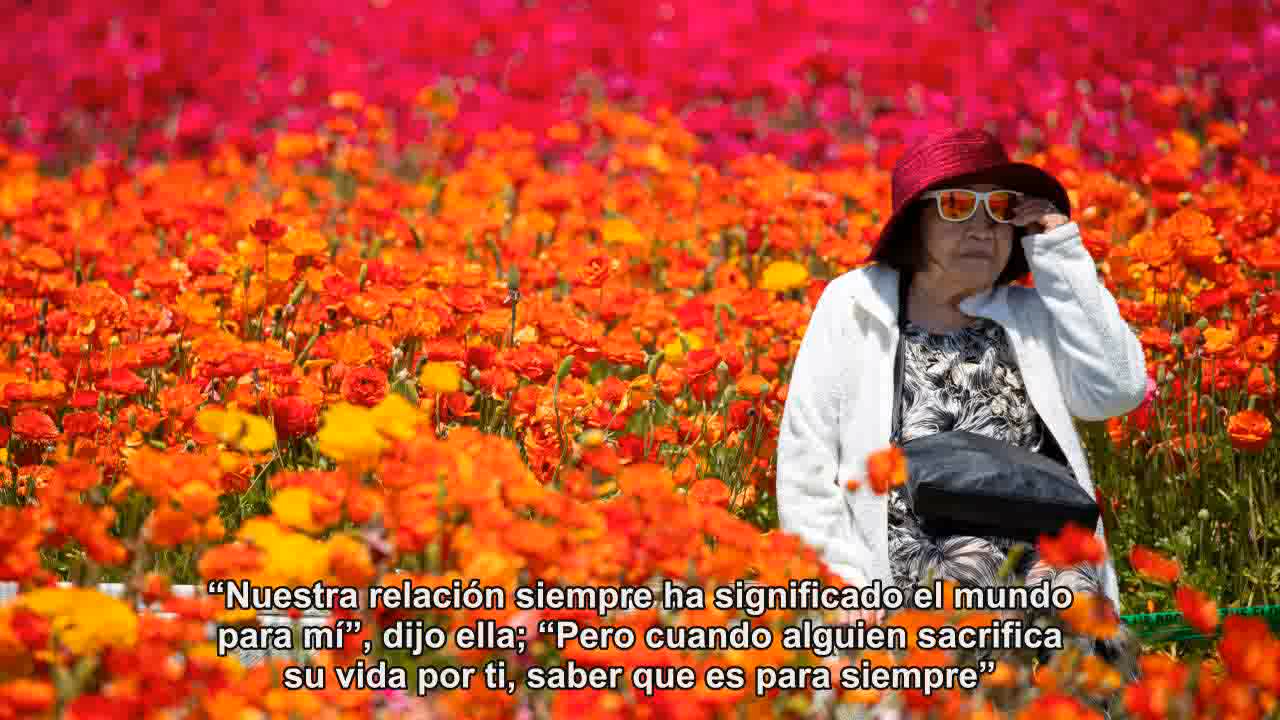 “Nuestra relación siempre ha significado el mundo
para mí”, dijo ella; “Pero cuando alguien sacrifica
su vida por ti, saber que es para siempre”